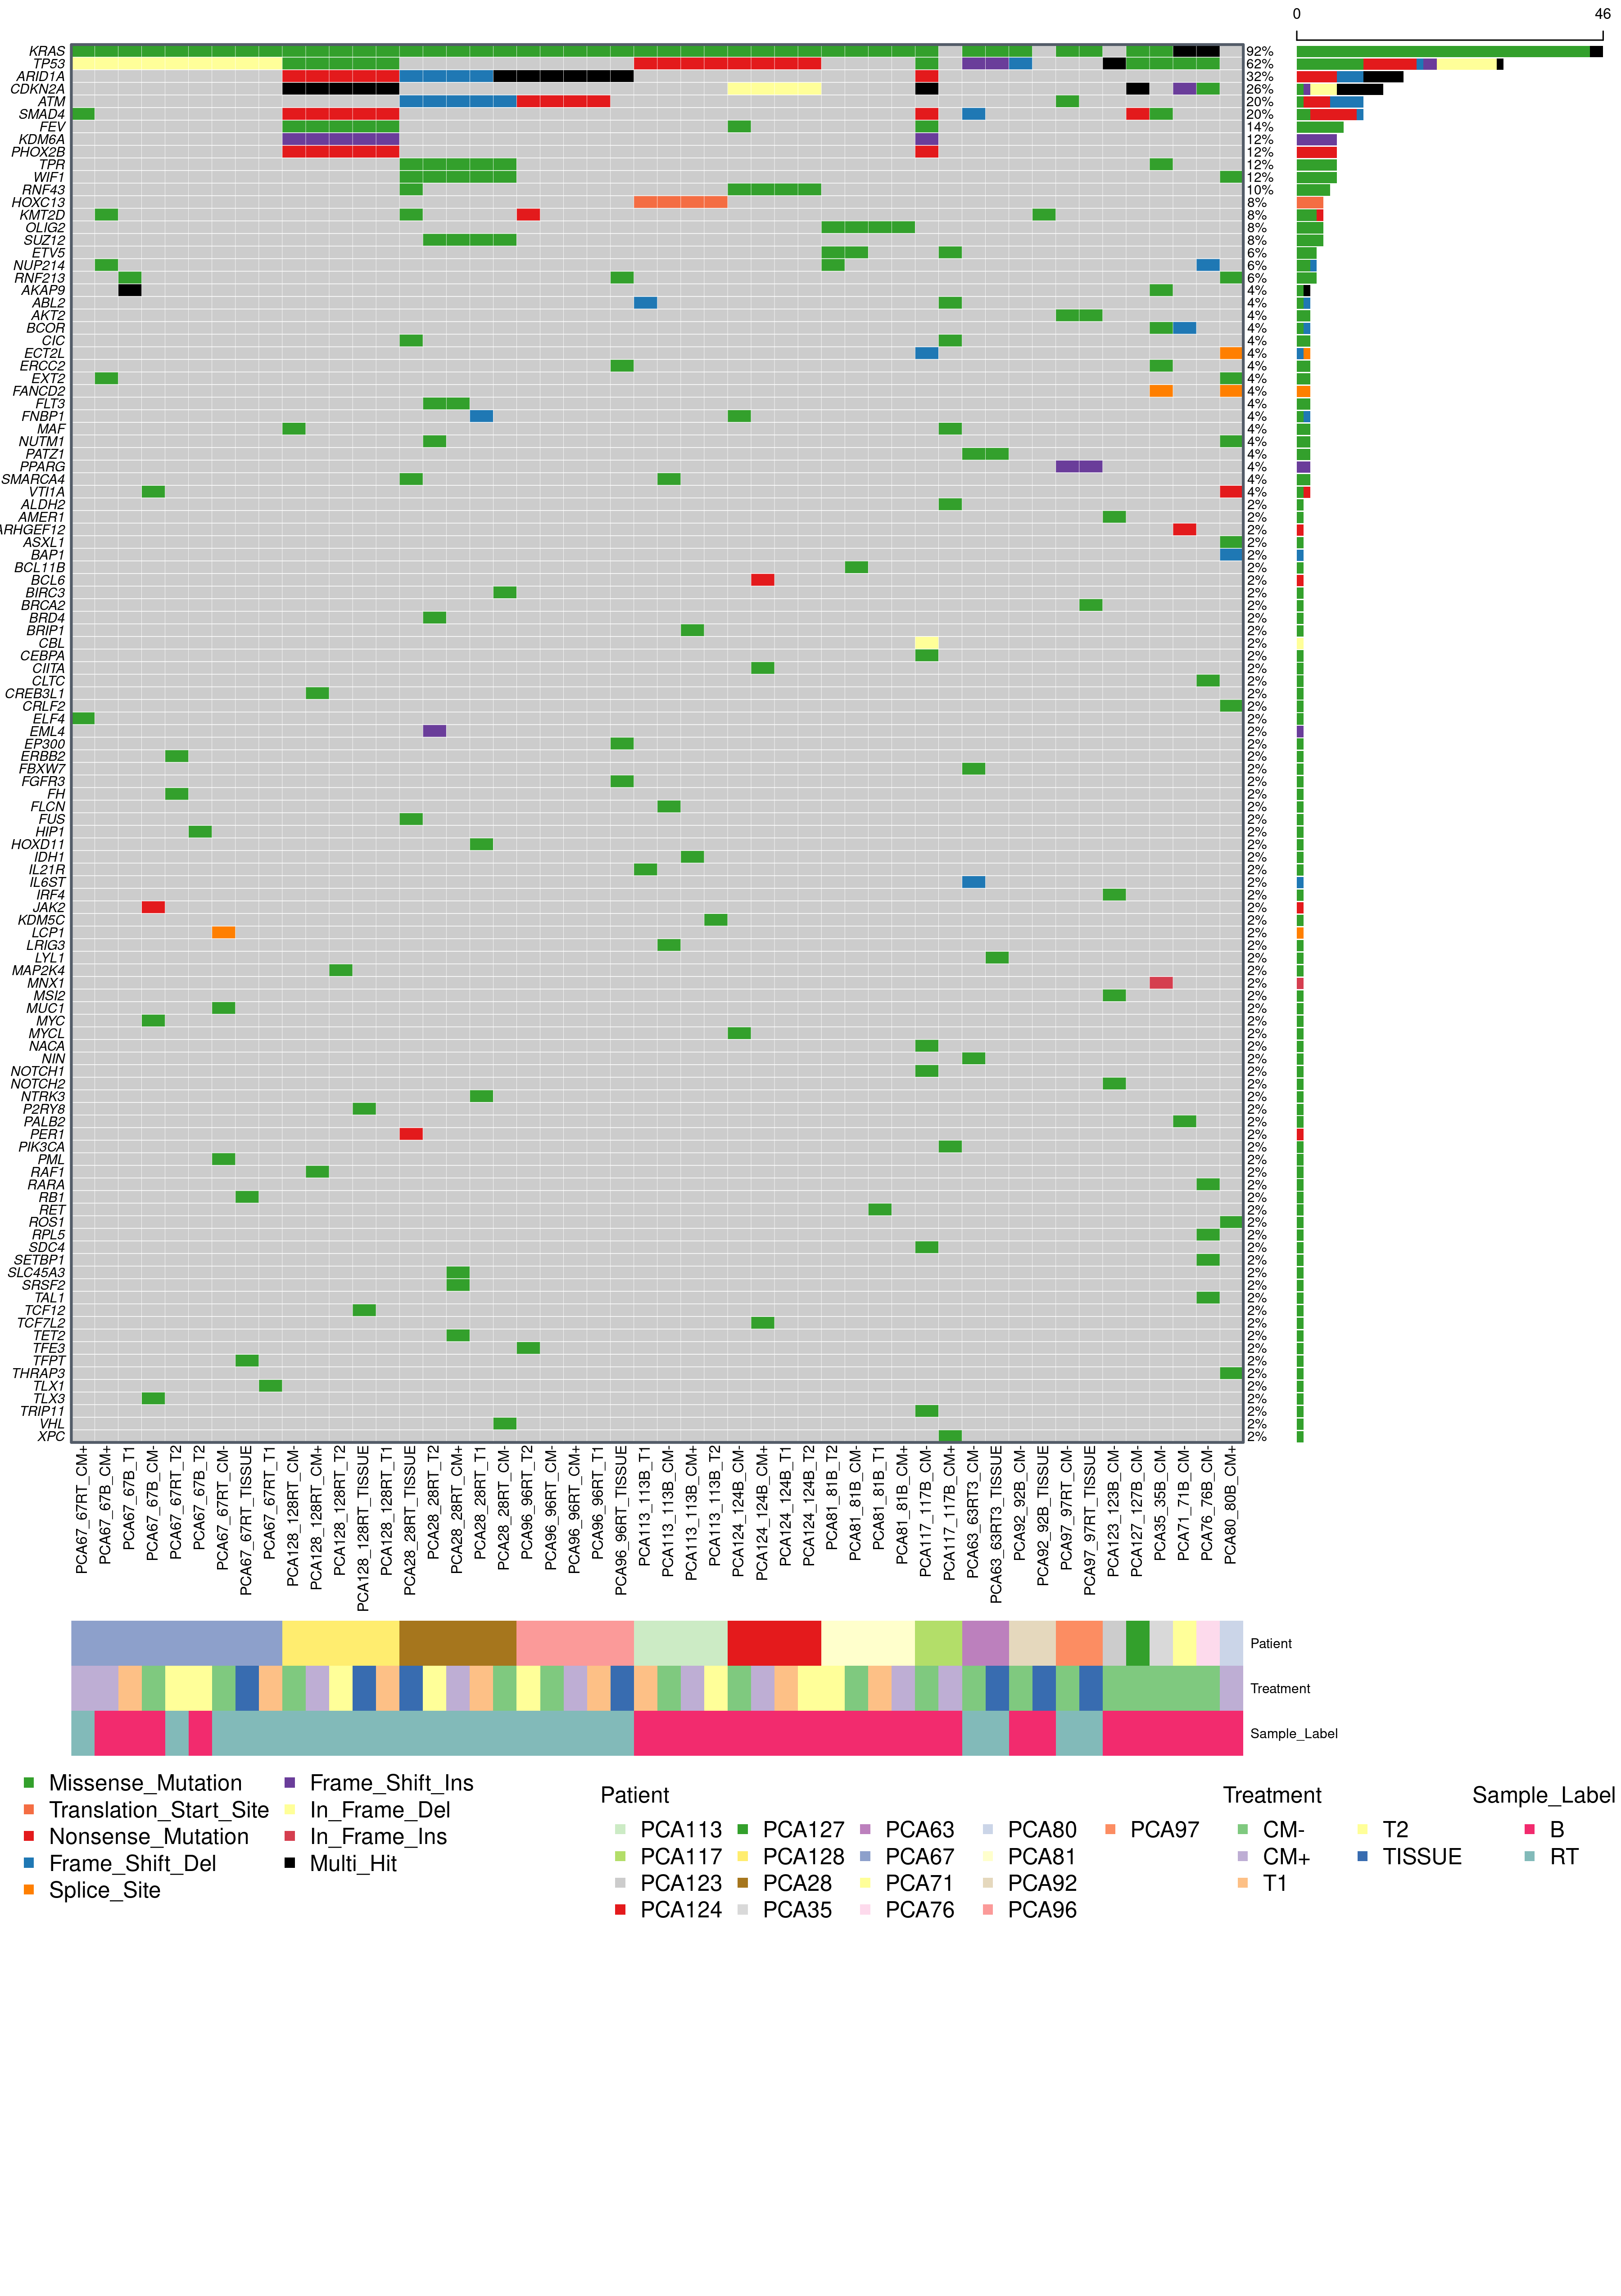 0 46
KRAS 92%
TP53 62%
ARID1A 32%
CDKN2A 26%
ATM 20%
SMAD4 20%
FEV 14%
KDM6A 12%
PHOX2B 12%
TPR 12%
WIF1 12%
RNF43 10%
HOXC13 8%
KMT2D 8%
OLIG2 8%
SUZ12 8%
ETV5 6%
NUP214 6%
RNF213 6%
AKAP9 4%
ABL2 4%
AKT2 4%
BCOR 4%
CIC 4%
ECT2L 4%
ERCC2 4%
EXT2 4%
FANCD2 4%
FLT3 4%
FNBP1 4%
MAF 4%
NUTM1 4%
PATZ1 4%
PPARG 4%
SMARCA4 4%
VTI1A 4%
ALDH2 2%
AMER1 2%
ARHGEF12 2%
ASXL1 2%
BAP1 2%
BCL11B 2%
BCL6 2%
BIRC3 2%
BRCA2 2%
BRD4 2%
BRIP1 2%
CBL 2%
CEBPA 2%
CIITA 2%
CLTC 2%
CREB3L1 2%
CRLF2 2%
ELF4 2%
EML4 2%
EP300 2%
ERBB2 2%
FBXW7 2%
FGFR3 2%
FH 2%
FLCN 2%
FUS 2%
HIP1 2%
HOXD11 2%
IDH1 2%
IL21R 2%
IL6ST 2%
IRF4 2%
JAK2 2%
KDM5C 2%
LCP1 2%
LRIG3 2%
LYL1 2%
MAP2K4 2%
MNX1 2%
MSI2 2%
MUC1 2%
MYC 2%
MYCL 2%
NACA 2%
NIN 2%
NOTCH1 2%
NOTCH2 2%
NTRK3 2%
P2RY8 2%
PALB2 2%
PER1 2%
PIK3CA 2%
PML 2%
RAF1 2%
RARA 2%
RB1 2%
RET 2%
ROS1 2%
RPL5 2%
SDC4 2%
SETBP1 2%
SLC45A3 2%
SRSF2 2%
TAL1 2%
TCF12 2%
TCF7L2 2%
TET2 2%
TFE3 2%
TFPT 2%
THRAP3 2%
TLX1 2%
TLX3 2%
TRIP11 2%
VHL 2%
XPC 2%
PCA67_67RT_CM+
PCA67_67B_CM+
PCA67_67B_T1
PCA67_67B_CM-
PCA67_67RT_T2
PCA67_67B_T2
PCA67_67RT_CM-
PCA67_67RT_TISSUE
PCA67_67RT_T1
PCA128_128RT_CM-
PCA128_128RT_CM+
PCA128_128RT_T2
PCA128_128RT_TISSUE
PCA128_128RT_T1
PCA28_28RT_TISSUE
PCA28_28RT_T2
PCA28_28RT_CM+
PCA28_28RT_T1
PCA28_28RT_CM-
PCA96_96RT_T2
PCA96_96RT_CM-
PCA96_96RT_CM+
PCA96_96RT_T1
PCA96_96RT_TISSUE
PCA113_113B_T1
PCA113_113B_CM-
PCA113_113B_CM+
PCA113_113B_T2
PCA124_124B_CM-
PCA124_124B_CM+
PCA124_124B_T1
PCA124_124B_T2
PCA81_81B_T2
PCA81_81B_CM-
PCA81_81B_T1
PCA81_81B_CM+
PCA117_117B_CM-
PCA117_117B_CM+
PCA63_63RT3_CM-
PCA63_63RT3_TISSUE
PCA92_92B_CM-
PCA92_92B_TISSUE
PCA97_97RT_CM-
PCA97_97RT_TISSUE
PCA123_123B_CM-
PCA127_127B_CM-
PCA35_35B_CM-
PCA71_71B_CM-
PCA76_76B_CM-
PCA80_80B_CM+
Patient
Treatment
Sample_Label
Missense_Mutation
Translation_Start_Site
Nonsense_Mutation
Frame_Shift_Del
Splice_Site
Frame_Shift_Ins
In_Frame_Del
In_Frame_Ins
Multi_Hit
Patient
PCA113
PCA117
PCA123
PCA124
PCA127
PCA128
PCA28
PCA35
PCA63
PCA67
PCA71
PCA76
PCA80
PCA81
PCA92
PCA96
PCA97
Treatment
CM-
CM+
T1
T2
TISSUE
Sample_Label
B
RT